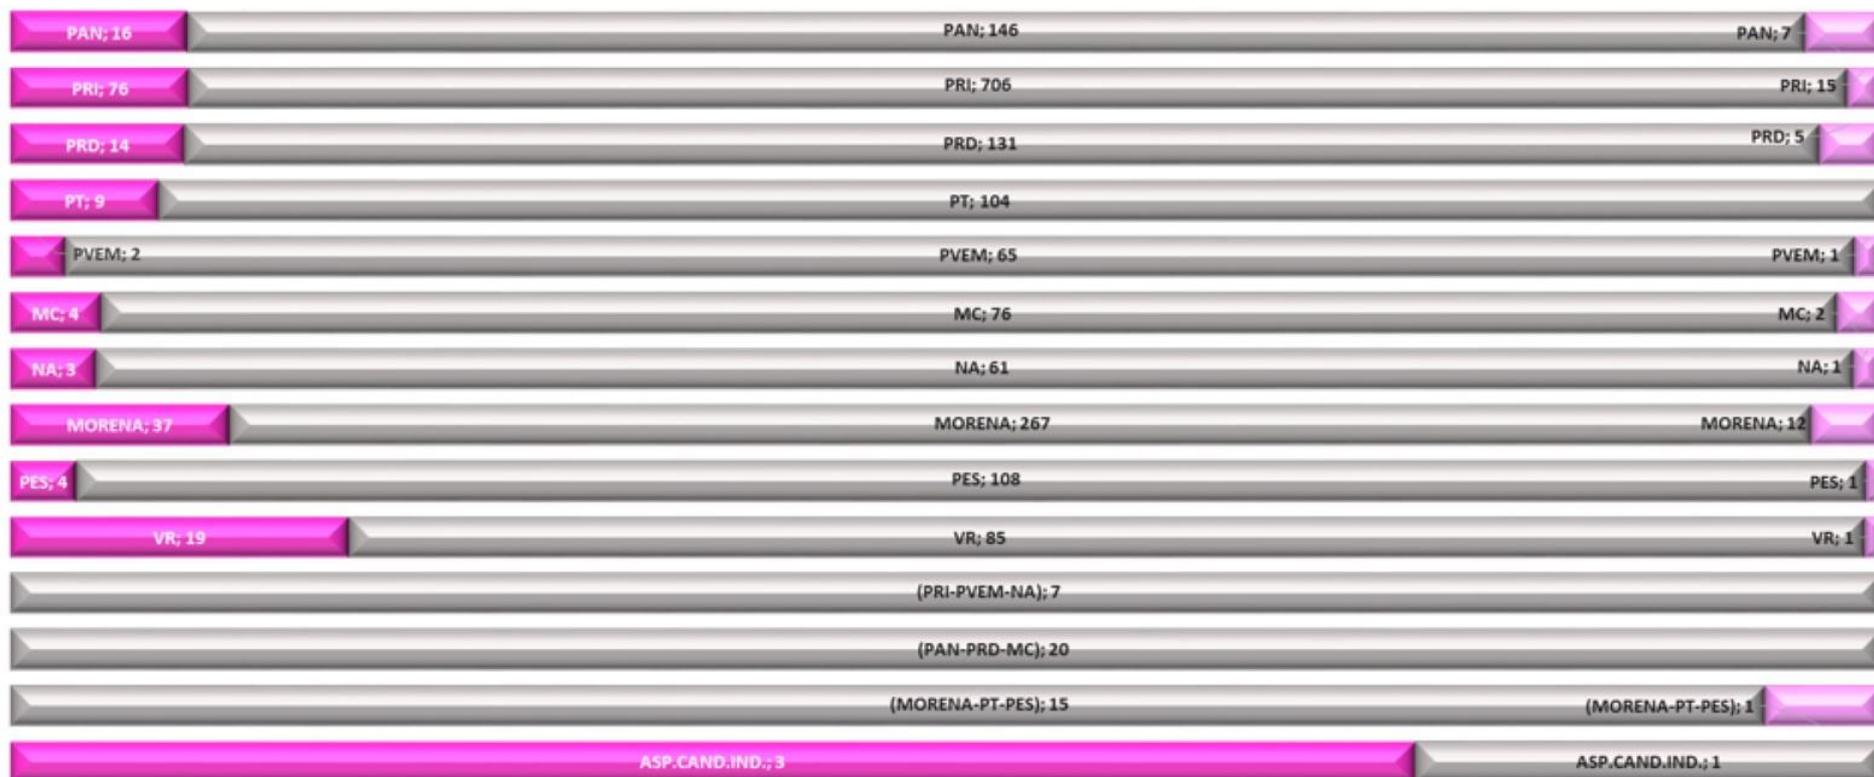 PAN; 16 PAN; 146 PAN; 7
PRI; 76 PRI; 706 PRI; 15
PRD; 14 PRD; 131 PRD; 5
PT; 9 PT; 104
PVEM; 2 PVEM; 65 PVEM; 1
MC; 4 MC; 76 MC; 2
NA; 3 NA; 61 NA; 1
MORENA; 37 MORENA; 267 MORENA; 12
PES; 4 PES; 108 PES; 1
VR; 19 VR; 85 VR; 1
(PRI-PVEM-NA); 7
(PAN-PRD-MC); 20
(MORENA-PT-PES); 15 (MORENA-PT-PES); 1
ASP.CAND.IND.; 3 ASP.CAND.IND.; 1